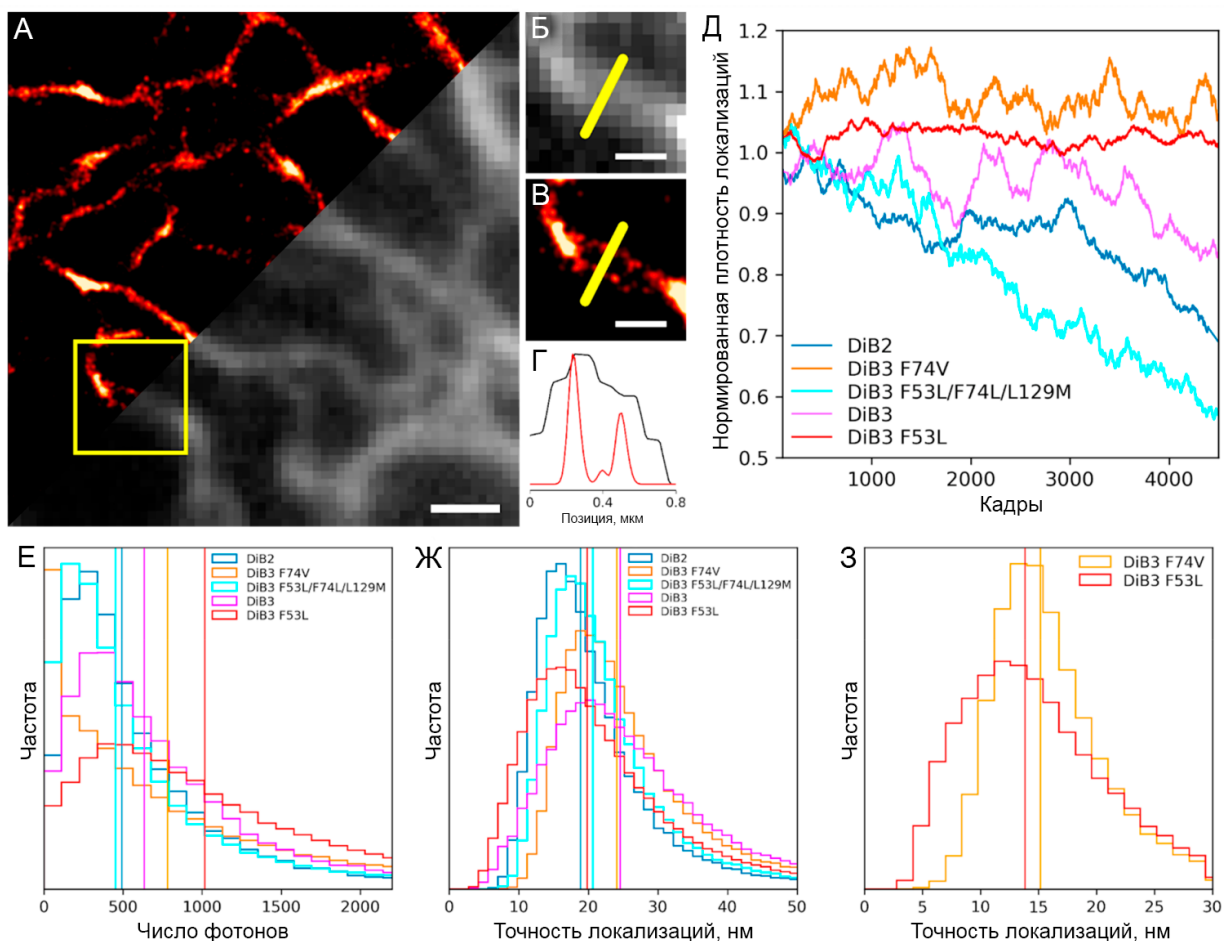 А
Б
В
Г
0
0.4
0.8
Позиция, мкм
Д
Нормированная плотность локализаций
1.2
1.1
1.0
0.9
0.8
0.7
0.6
0.5
DiB2
DiB3 F74V
DiB3 F53L/F74L/L129M
DiB3
DiB3 F53L
1000
2000
3000
4000
Кадры
Е
Частота
DiB2
DiB3 F74V
DiB3 F53L/F74L/L129M
DiB3
DiB3 F53L
0
500
1000
1500
2000
Число фотонов
Ж
Частота
DiB2
DiB3 F74V
DiB3 F53L/F74L/L129M
DiB3
DiB3 F53L
0
10
20
30
40
50
Точность локализаций, нм
З
Частота
DiB3 F74V
DiB3 F53L
0
5
10
15
20
25
30
Точность локализаций, нм